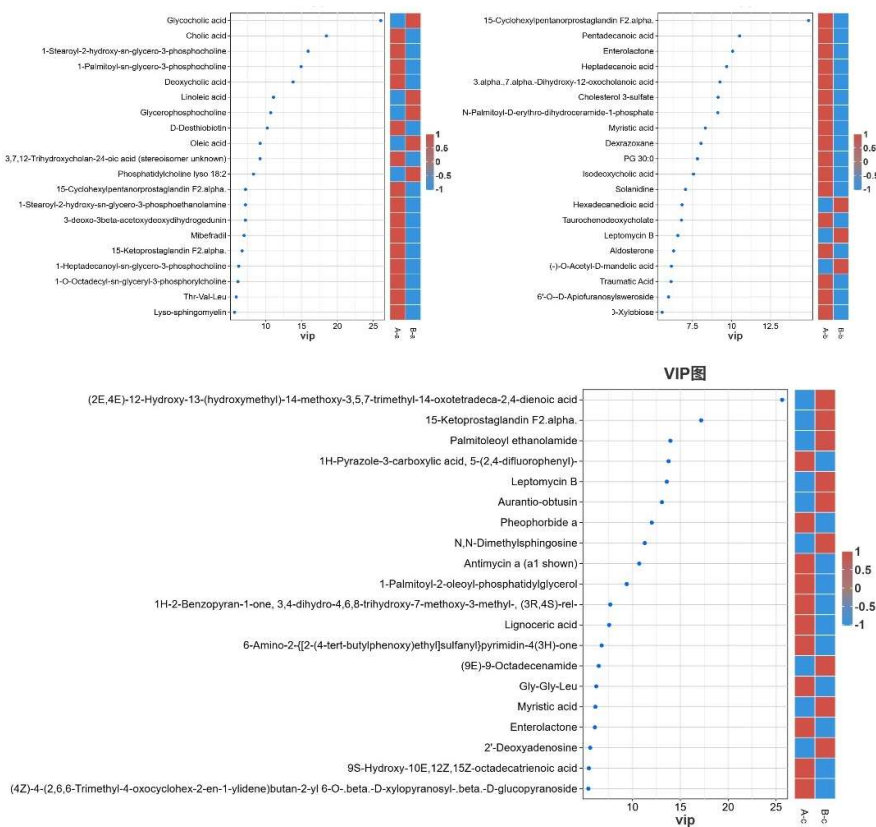 Glycocholic acid
Cholic acid
1-Stearoyl-2-hydroxy-sn-glycero-3-phosphocholine
1-Palmitoyl-sn-glycero-3-phosphocholine
Deoxycholic acid
Linoleic acid
Glycerophosphocholine
D-Desthiobiotin
Oleic acid
3,7,12-Trihydroxycholan-24-oic acid (stereoisomer unknown)
Phosphatidylcholine lyso 18:2
15-Cyclohexylpentanorprostaglandin F2.alpha.
1-Stearoyl-2-hydroxy-sn-glycero-3-phosphoethanolamine
3-deoxo-3beta-acetoxydeoxydihydrogedunin
Mibefradil
15-Ketoprostaglandin F2.alpha.
1-Heptadecanoyl-sn-glycero-3-phosphocholine
1-O-Octadecyl-sn-glyceryl-3-phosphorylcholine
Thr-Val-Leu
Lyso-sphingomyelin
10 15 20 25
vip
A-a B-a
1
0.5
0
-0.5
-1
15-Cyclohexylpentanorprostaglandin F2.alpha.
Pentadecanoic acid
Enterolactone
Heptadecanoic acid
3.alpha.,7.alpha.-Dihydroxy-12-oxocholanoic acid
Cholesterol 3-sulfate
N-Palmitoyl-D-erythro-dihydroceramide-1-phosphate
Myristic acid
Dexrazoxane
PG 30:0
Isodeoxycholic acid
Solanidine
Hexadecanedioic acid
Taurochenodeoxycholate
Leptomycin B
Aldosterone
(-)-O-Acetyl-D-mandelic acid
Traumatic Acid
6'-O--D-Apiofuranosylsweroside
D-Xylobiose
7.5 10.0 12.5
vip
A-b B-b
1
0.5
0
-0.5
-1
VIP图
(2E,4E)-12-Hydroxy-13-(hydroxymethyl)-14-methoxy-3,5,7-trimethyl-14-oxotetradeca-2,4-dienoic acid
15-Ketoprostaglandin F2.alpha.
Palmitoleoyl ethanolamide
1H-Pyrazole-3-carboxylic acid, 5-(2,4-difluorophenyl)-
Leptomycin B
Aurantio-obtusin
Pheophorbide a
N,N-Dimethylsphingosine
Antimycin a (a1 shown)
1-Palmitoyl-2-oleoyl-phosphatidylglycerol
1H-2-Benzopyran-1-one, 3,4-dihydro-4,6,8-trihydroxy-7-methoxy-3-methyl-, (3R,4S)-rel-
Lignoceric acid
6-Amino-2-{[2-(4-tert-butylphenoxy)ethyl]sulfanyl}pyrimidin-4(3H)-one
(9E)-9-Octadecenamide
Gly-Gly-Leu
Myristic acid
Enterolactone
2'-Deoxyadenosine
9S-Hydroxy-10E,12Z,15Z-octadecatrienoic acid
(4Z)-4-(2,6,6-Trimethyl-4-oxocyclohex-2-en-1-ylidene)butan-2-yl 6-O-.beta.-D-xylopyranosyl-.beta.-D-glucopyranoside
10 15 20 25
vip
A-c B-c
1
0.5
0
-0.5
-1